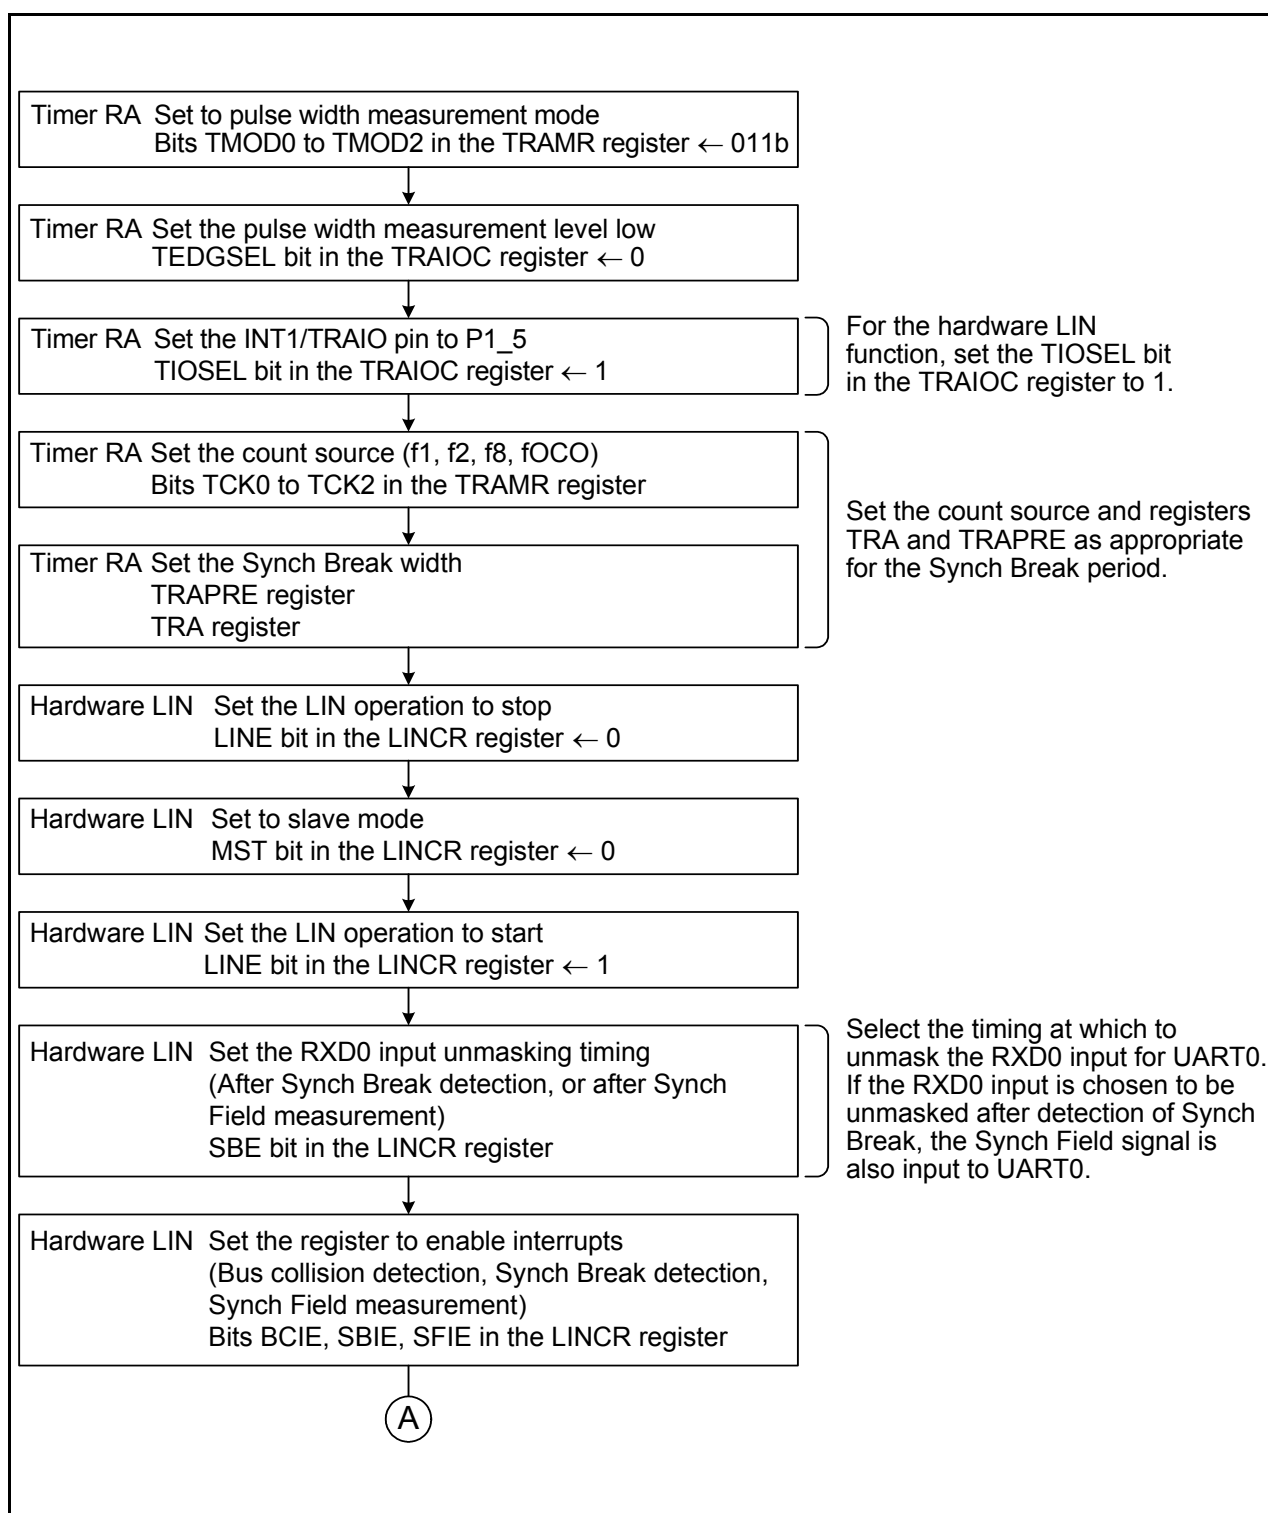 Timer RA Set to pulse width measurement mode
Bits TMOD0 to TMOD2 in the TRAMR register ← 011b
Timer RA Set the pulse width measurement level low
TEDGSEL bit in the TRAIOC register ← 0
Timer RA Set the INT1/TRAIO pin to P1_5
TIOSEL bit in the TRAIOC register ← 1
For the hardware LIN
function, set the TIOSEL bit
in the TRAIOC register to 1.
Timer RA Set the count source (f1, f2, f8, fOCO)
Bits TCK0 to TCK2 in the TRAMR register
Timer RA Set the Synch Break width
TRAPRE register
TRA register
Set the count source and registers
TRA and TRAPRE as appropriate
for the Synch Break period.
Hardware LIN Set the LIN operation to stop
LINE bit in the LINCR register ← 0
Hardware LIN Set to slave mode
MST bit in the LINCR register ← 0
Hardware LIN Set the LIN operation to start
LINE bit in the LINCR register ← 1
Hardware LIN Set the RXD0 input unmasking timing
(After Synch Break detection, or after Synch
Field measurement)
SBE bit in the LINCR register
Select the timing at which to
unmask the RXD0 input for UART0.
If the RXD0 input is chosen to be
unmasked after detection of Synch
Break, the Synch Field signal is
also input to UART0.
Hardware LIN Set the register to enable interrupts
(Bus collision detection, Synch Break detection,
Synch Field measurement)
Bits BCIE, SBIE, SFIE in the LINCR register
A